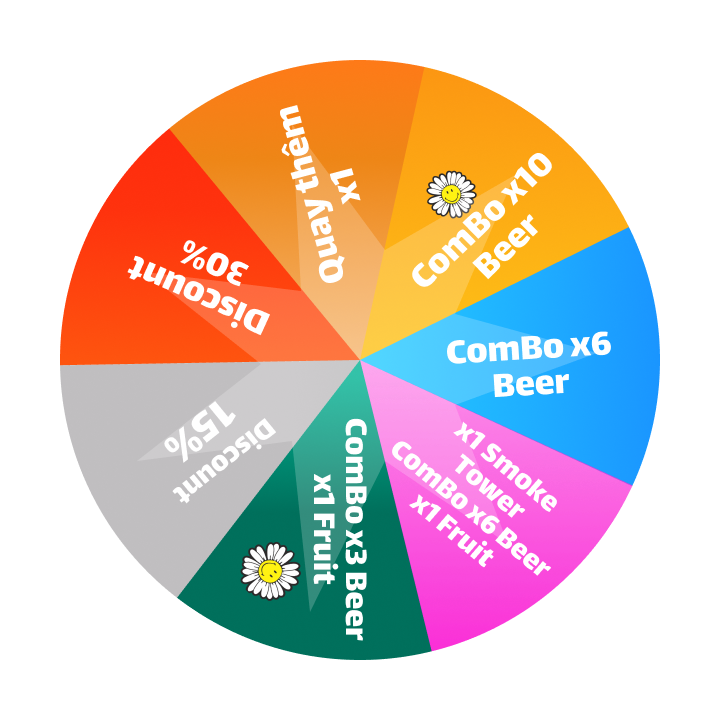 Quay thêm
x1
ComBo x10
Beer
ComBo x6
Beer
x1 Smoke
Tower
ComBo x6 Beer
x1 Fruit
ComBo x3 Beer
x1 Fruit
Discount
15%
Discount
30%